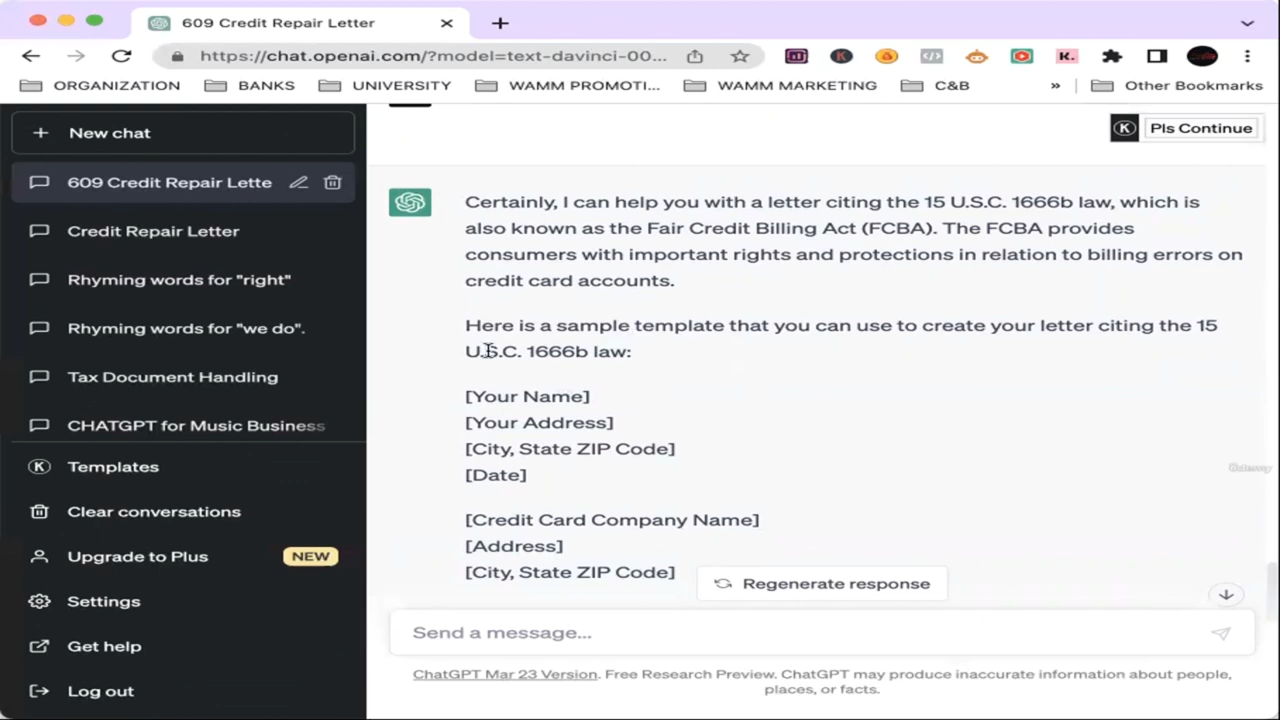 609 Credit Repair Letter
https://chat.openai.com/?model=text-davinci-00...
ORGANIZATION BANKS UNIVERSITY WAMM PROMOTI... WAMM MARKETING C&B » Other Bookmarks
New chat
609 Credit Repair Lette
Credit Repair Letter
Rhyming words for "right"
Rhyming words for "we do".
Tax Document Handling
CHATGPT for Music Business
Templates
Clear conversations
Upgrade to Plus NEW
Settings
Get help
Log out
K Pls Continue
Certainly, I can help you with a letter citing the 15 U.S.C. 1666b law, which is
also known as the Fair Credit Billing Act (FCBA). The FCBA provides
consumers with important rights and protections in relation to billing errors on
credit card accounts.
Here is a sample template that you can use to create your letter citing the 15
U.S.C. 1666b law:
[Your Name]
[Your Address]
[City, State ZIP Code]
[Date]
[Credit Card Company Name]
[Address]
[City, State ZIP Code]
Regenerate response
Send a message...
ChatGPT Mar 23 Version. Free Research Preview. ChatGPT may produce inaccurate information about people,
places, or facts.
ûdemy